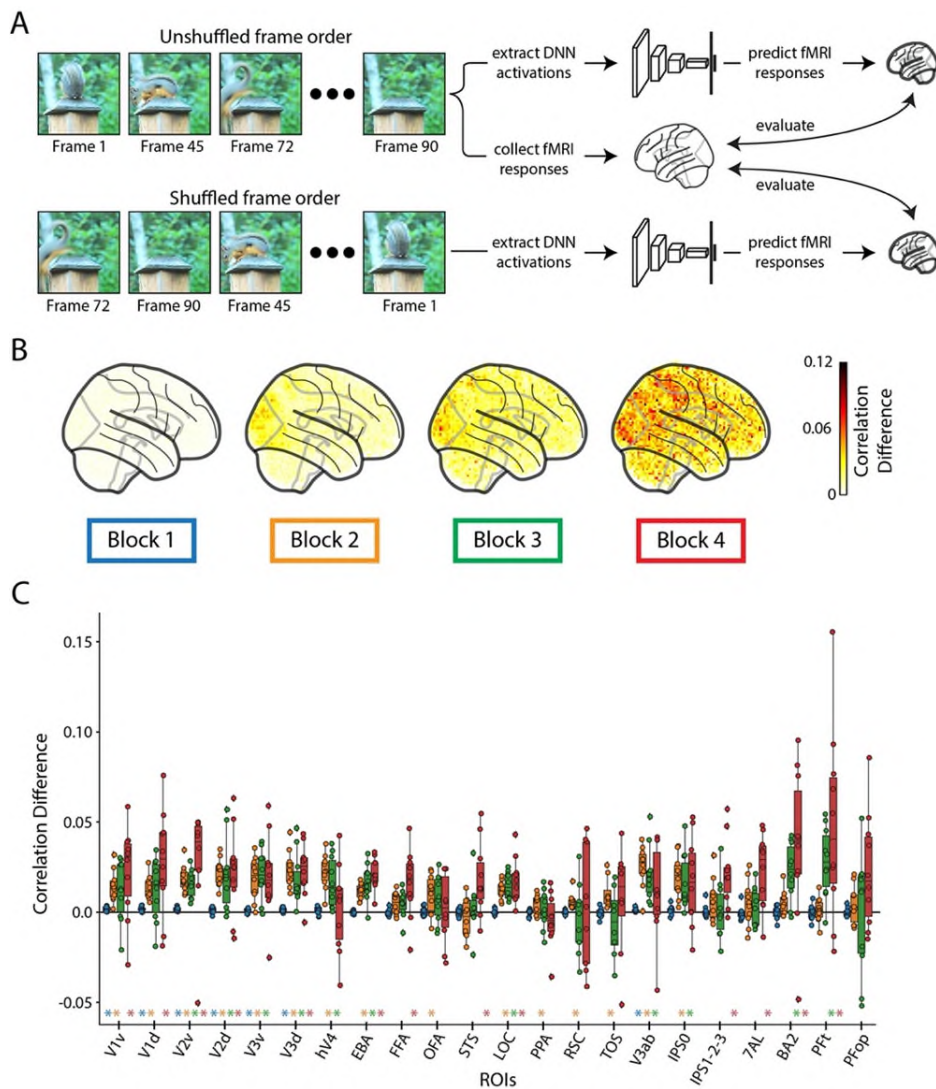 A
Unshuffled frame order
Frame 1
Frame 45
Frame 72
Frame 90
extract DNN
activations
predict fMRI
responses
evaluate
collect fMRI
responses
evaluate
Shuffled frame order
extract DNN
activations
predict fMRI
responses
Frame 72
Frame 90
Frame 45
Frame 1
B
0.12
0.06
0
Correlation
Difference
Block 1
Block 2
Block 3
Block 4
C
Correlation Difference
0.15
0.10
0.05
0.0
-0.05
* * * * * * * * * * * * * * * * * * * * * * * * * * * * * * * * * * * * * * * * * * * *
V1v
V1d
V2v
V2d
V3v
V3d
hV4
EBA
FFA
OFA
STS
LOC
PPA
RSC
TOS
V3ab
IPS0
IPS1-2-3
7AL
BA2
PFt
PFop
ROIs